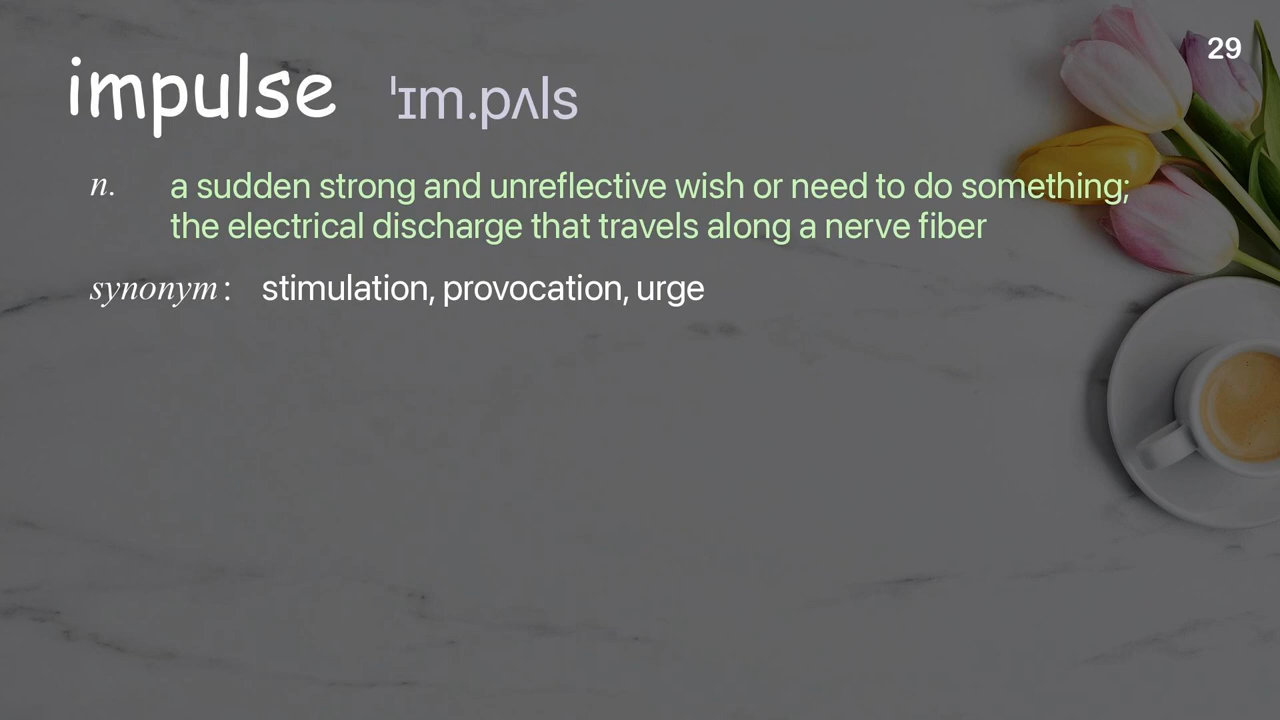 29
impulse ˈɪm.pʌls
n. a sudden strong and unreflective wish or need to do something;
the electrical discharge that travels along a nerve fiber
synonym : stimulation, provocation, urge